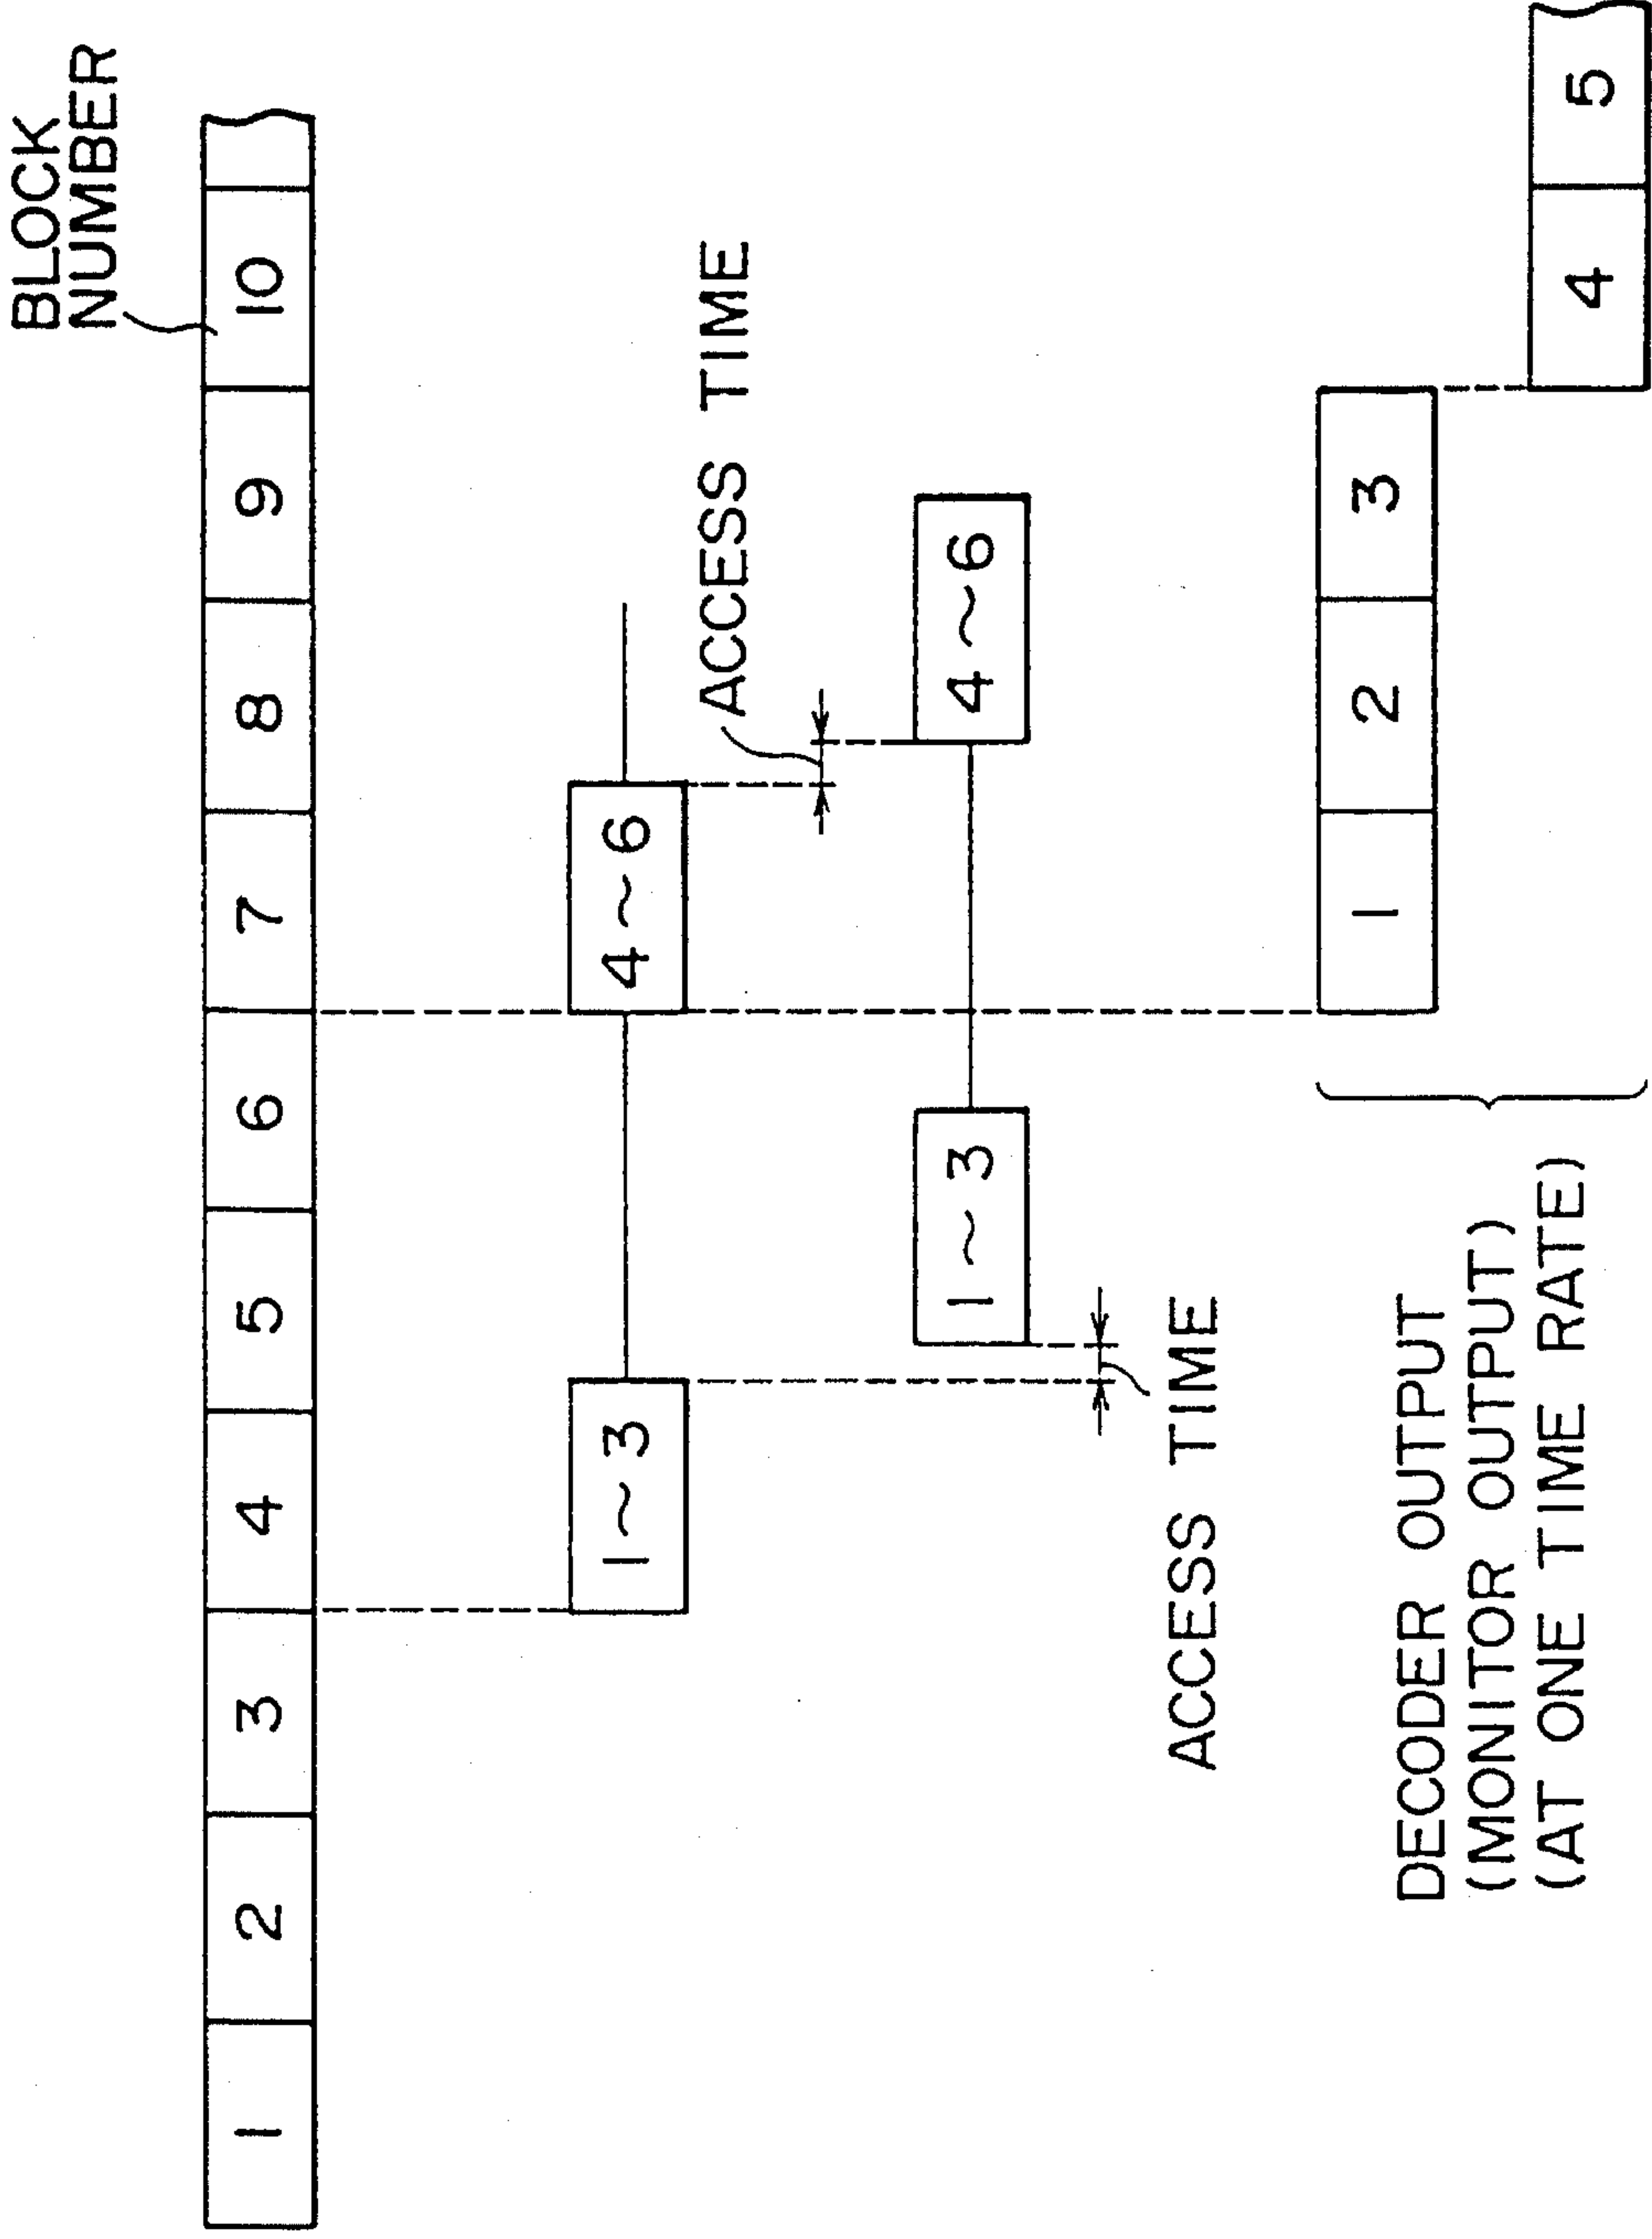 BLOCK
NUMBER
1 2 3 4 5 6 7 8 9 10
1~3 4~6
ACCESS TIME
1~3 4~6
ACCESS TIME
1 2 3
DECODER OUTPUT
(MONITOR OUTPUT)
(AT ONE TIME RATE)
4 5